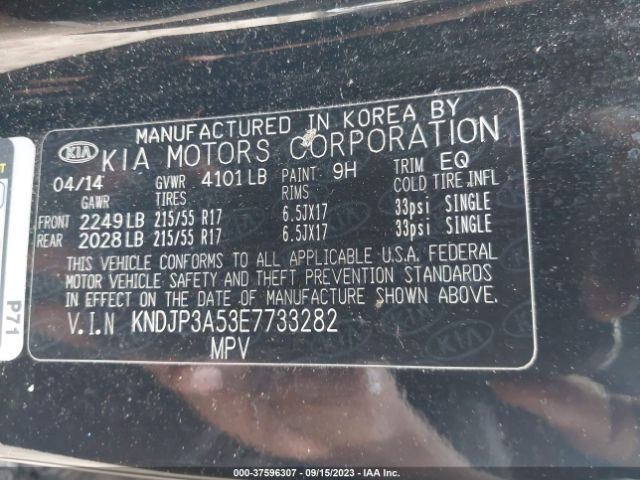 MANUFACTURED IN KOREA BY
KIA KIA MOTORS CORPORATION
04/14 GVWR 4101LB PAINT: 9H TRIM EQ
GAWR TIRES RIMS COLD TIRE INFL
FRONT 2249LB 215/55 R17 6.5JX17 33psi SINGLE
REAR 2028LB 215/55 R17 6.5JX17 33psi SINGLE
THIS VEHICLE CONFORMS TO ALL APPLICABLE U.S.A. FEDERAL
MOTOR VEHICLE SAFETY AND THEFT PREVENTION STANDARDS
IN EFFECT ON THE DATE OF MANUFACTURE SHOWN ABOVE.
V.I.N KNDJP3A53E7733282
MPV
P71
000-37596307 - 09/15/2023 - IAA Inc.